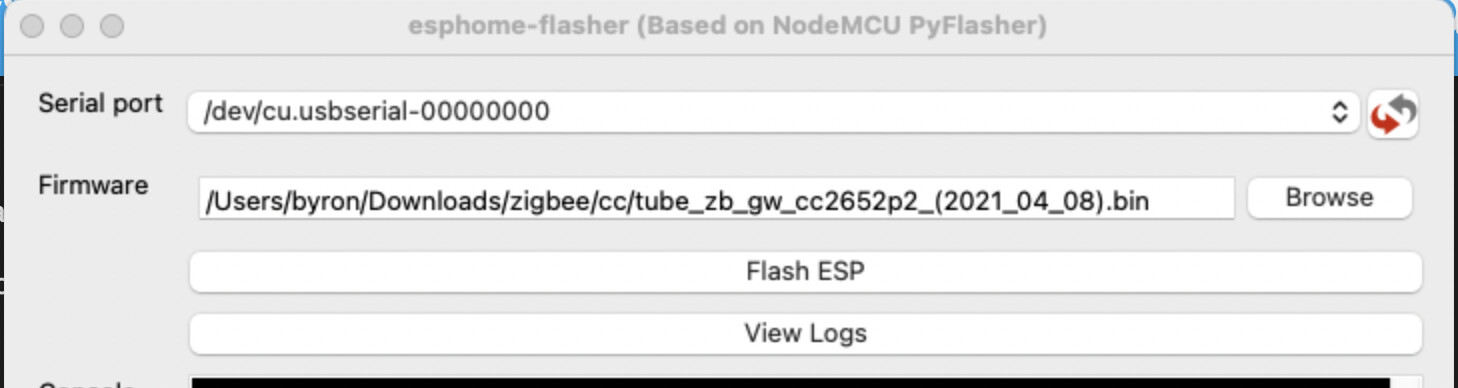 esphome-flasher (Based on NodeMCU PyFlasher)
Serial port /dev/cu.usbserial-00000000
Firmware /Users/byron/Downloads/zigbee/cc/tube_zb_gw_cc2652p2_(2021_04_08).bin Browse
Flash ESP
View Logs